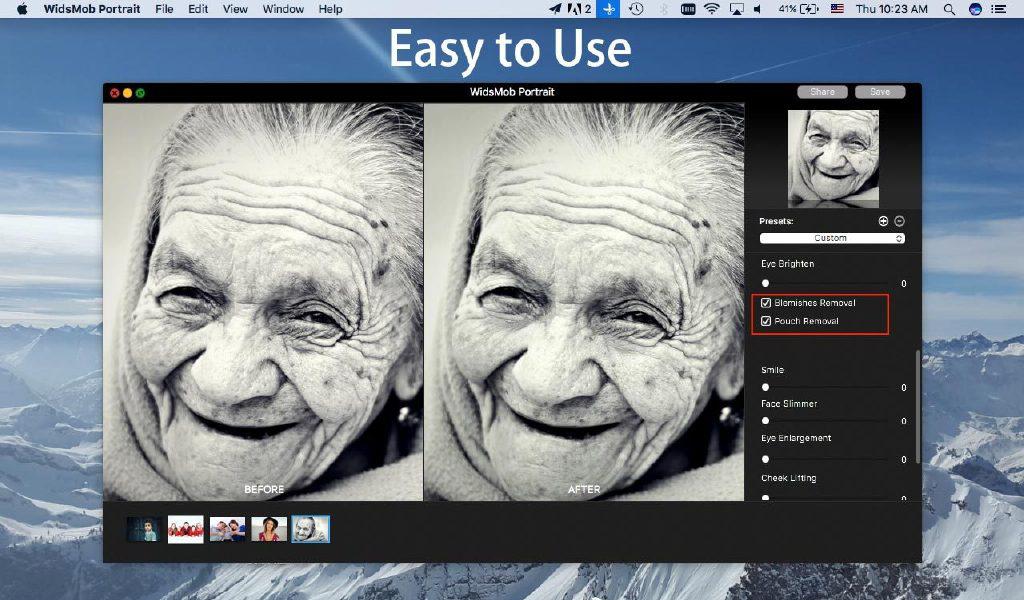 WidsMob Portrait File Edit View Window Help 2 41% Thu 10:23 AM
Easy to Use
WidsMob Portrait
Share Save
Presets:
Custom
Eye Brighten
0
Blemishes Removal
Pouch Removal
Smile
0
Face Slimmer
0
Eye Enlargement
0
Cheek Lifting
0
BEFORE
AFTER